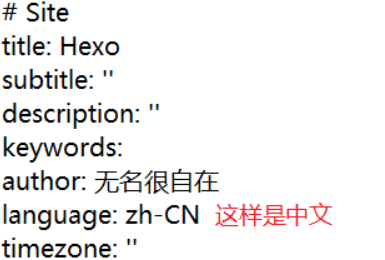 # Site
title: Hexo
subtitle: ''
description: ''
keywords:
author: 无名很自在
language: zh-CN 这样是中文
timezone: ''